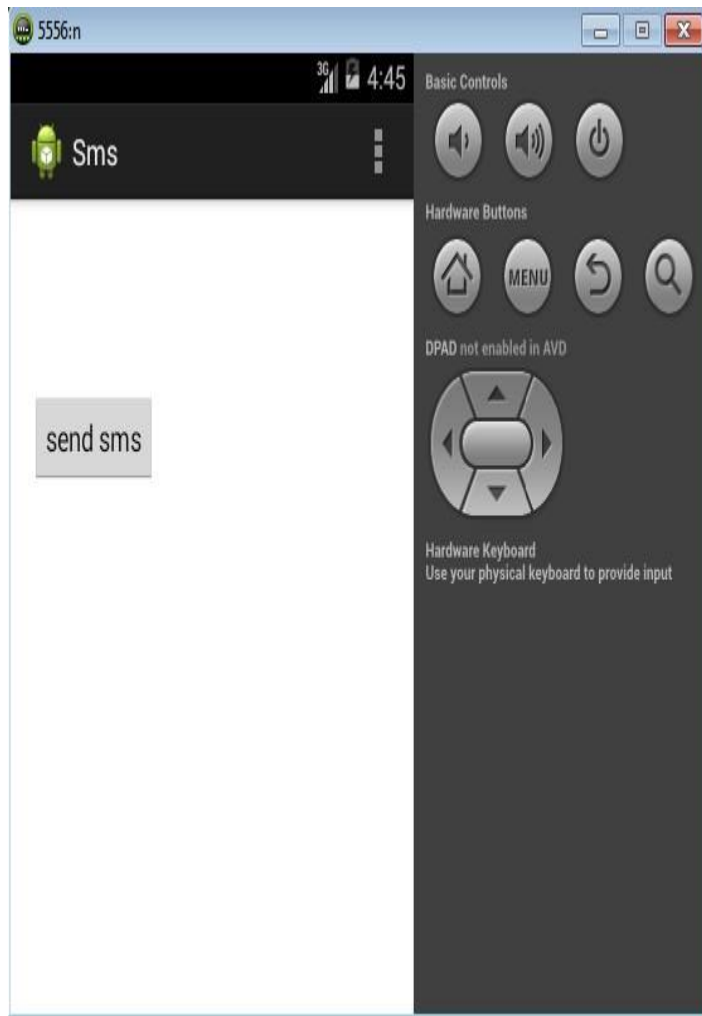 5556:n
3G 4:45
Sms
send sms
Basic Controls
Hardware Buttons
MENU
DPAD not enabled in AVD
Hardware Keyboard
Use your physical keyboard to provide input